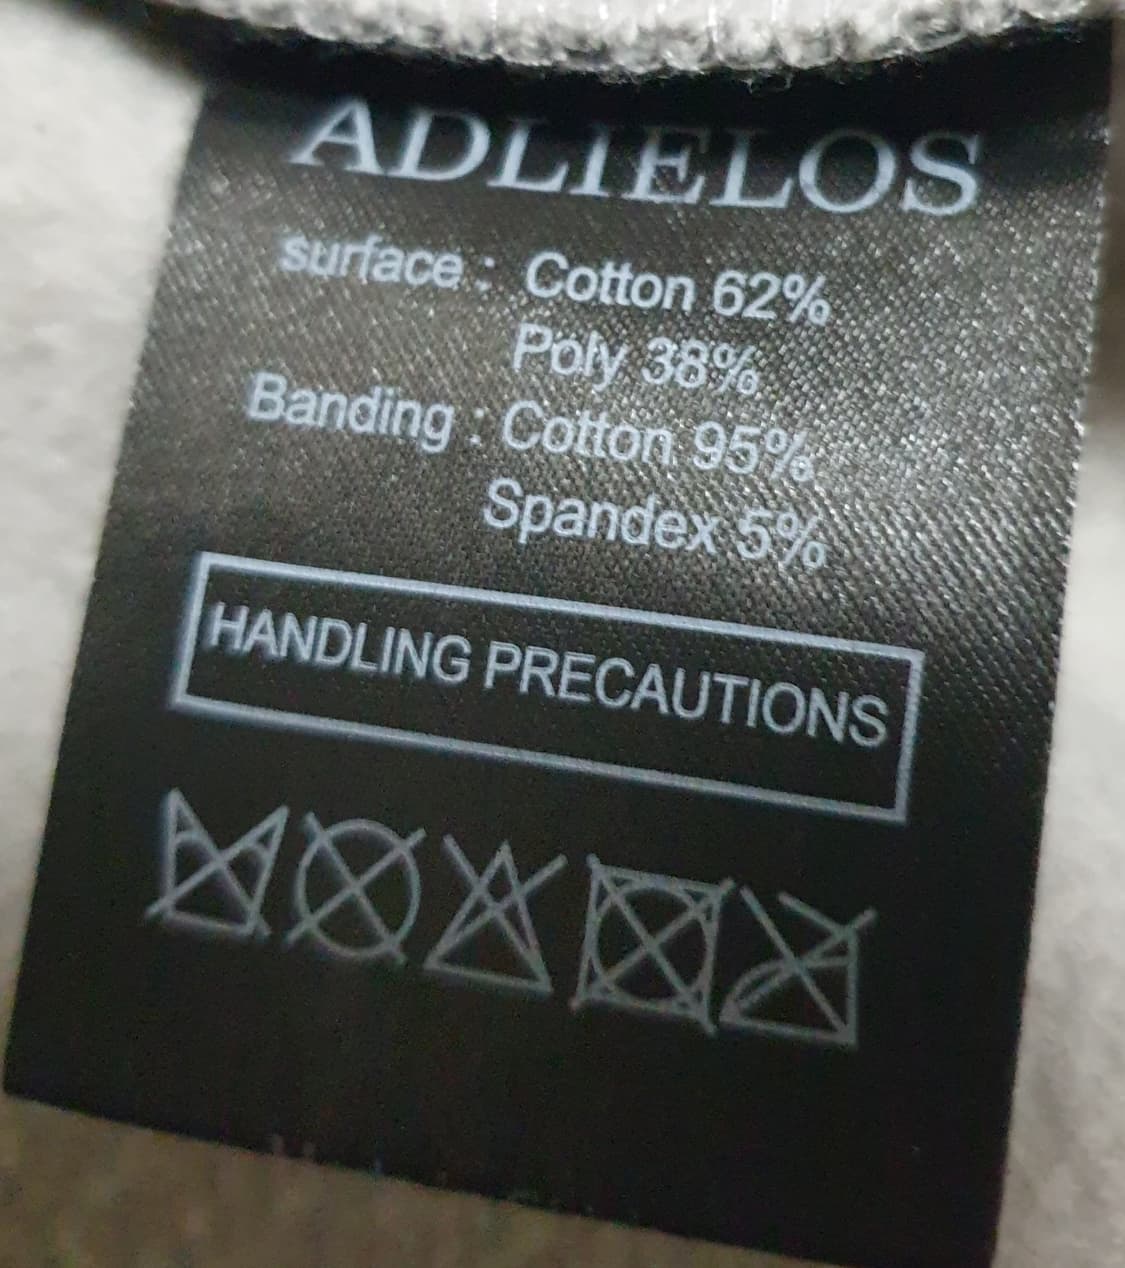 ADLIELOS
surface : Cotton 62%
Poly 38%
Banding : Cotton 95%
Spandex 5%
HANDLING PRECAUTIONS